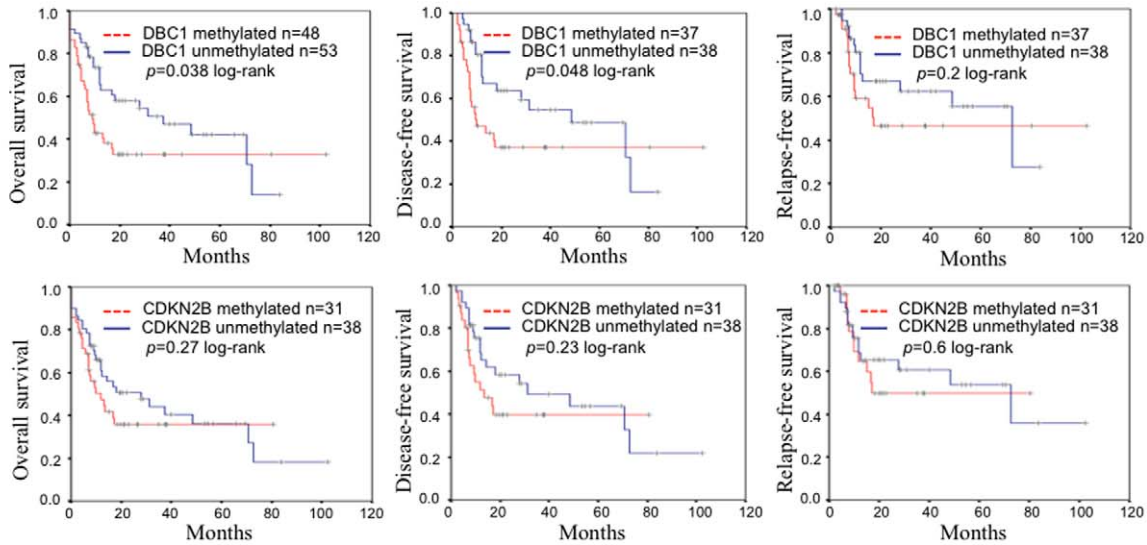 Overall survival
1.0
0.8
0.6
0.4
0.2
0.0
DBC1 methylated n=48
DBC1 unmethylated n=53
p=0.038 log-rank
0 20 40 60 80 100 120
Months
Disease-free survival
1.0
0.8
0.6
0.4
0.2
0.0
DBC1 methylated n=37
DBC1 unmethylated n=38
p=0.048 log-rank
0 20 40 60 80 100 120
Months
Relapse-free survival
1.0
0.8
0.6
0.4
0.2
0.0
DBC1 methylated n=37
DBC1 unmethylated n=38
p=0.2 log-rank
0 20 40 60 80 100 120
Months
Overall survival
1.0
0.8
0.6
0.4
0.2
0.0
CDKN2B methylated n=31
CDKN2B unmethylated n=38
p=0.27 log-rank
0 20 40 60 80 100 120
Months
Disease-free survival
1.0
0.8
0.6
0.4
0.2
0.0
CDKN2B methylated n=31
CDKN2B unmethylated n=38
p=0.23 log-rank
0 20 40 60 80 100 120
Months
Relapse-free survival
1.0
0.8
0.6
0.4
0.2
0.0
CDKN2B methylated n=31
CDKN2B unmethylated n=38
p=0.6 log-rank
0 20 40 60 80 100 120
Months